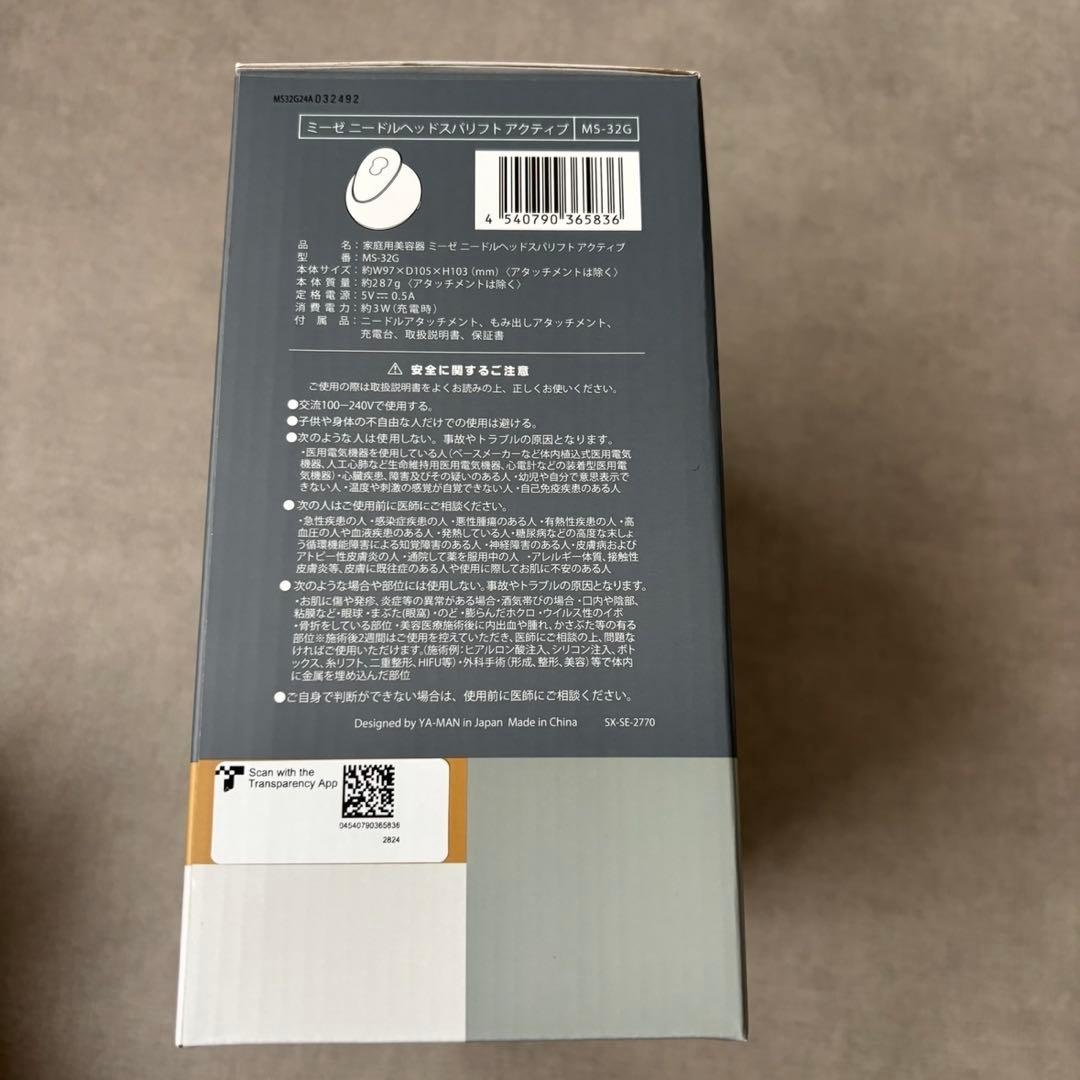 MS32G24A 032492
ミーゼ ニードルヘッドスパリフト アクティブ MS-32G
4 540790 365836
品名：家庭用美容器 ミーゼ ニードルヘッドスパリフト アクティブ
型番：MS-32G
本体サイズ：約W97×D105×H103(mm)〈アタッチメントは除く〉
本体質量：約287g〈アタッチメントは除く〉
定格電源：5V⎓0.5A
消費電力：約3W(充電時)
付属品：ニードルアタッチメント、もみ出しアタッチメント、
充電台、取扱説明書、保証書
⚠ 安全に関するご注意
ご使用の際は取扱説明書をよくお読みの上、正しくお使いください。
●交流100－240Vで使用する。
●子供や身体の不自由な人だけでの使用は避ける。
●次のような人は使用しない。事故やトラブルの原因となります。
・医用電気機器を使用している人(ペースメーカーなど体内植込式医用電気
機器、人工心肺など生命維持用医用電気機器、心電計などの装着型医用電
気機器)・心臓疾患、障害及びその疑いのある人・幼児や自分で意思表示で
きない人・温度や刺激の感覚が自覚できない人・自己免疫疾患のある人
●次の人はご使用前に医師にご相談ください。
・急性疾患の人・感染症疾患の人・悪性腫瘍のある人・有熱性疾患の人・高
血圧の人や血液疾患のある人・発熱している人・糖尿病などの高度な末しょ
う循環機能障害による知覚障害のある人・神経障害のある人・皮膚病および
アトピー性皮膚炎の人・通院して薬を服用中の人 ・アレルギー体質、接触性
皮膚炎等、皮膚に既往症のある人や使用に際してお肌に不安のある人
●次のような場合や部位には使用しない。事故やトラブルの原因となります。
・お肌に傷や発疹、炎症等の異常がある場合・酒気帯びの場合・口内や陰部、
粘膜など・眼球・まぶた(眼窩)・のど・膨らんだホクロ・ウイルス性のイボ
・骨折をしている部位・美容医療施術後に内出血や腫れ、かさぶた等の有る
部位※施術後2週間はご使用を控えていただき、医師にご相談の上、問題な
ければご使用いただけます。(施術例：ヒアルロン酸注入、シリコン注入、ボト
ックス、糸リフト、二重整形、HIFU等)・外科手術(形成、整形、美容)等で体内
に金属を埋め込んだ部位
●ご自身で判断ができない場合は、使用前に医師にご相談ください。
Designed by YA-MAN in Japan Made in China SX-SE-2770
Scan with the
Transparency App
04540790365836
2824